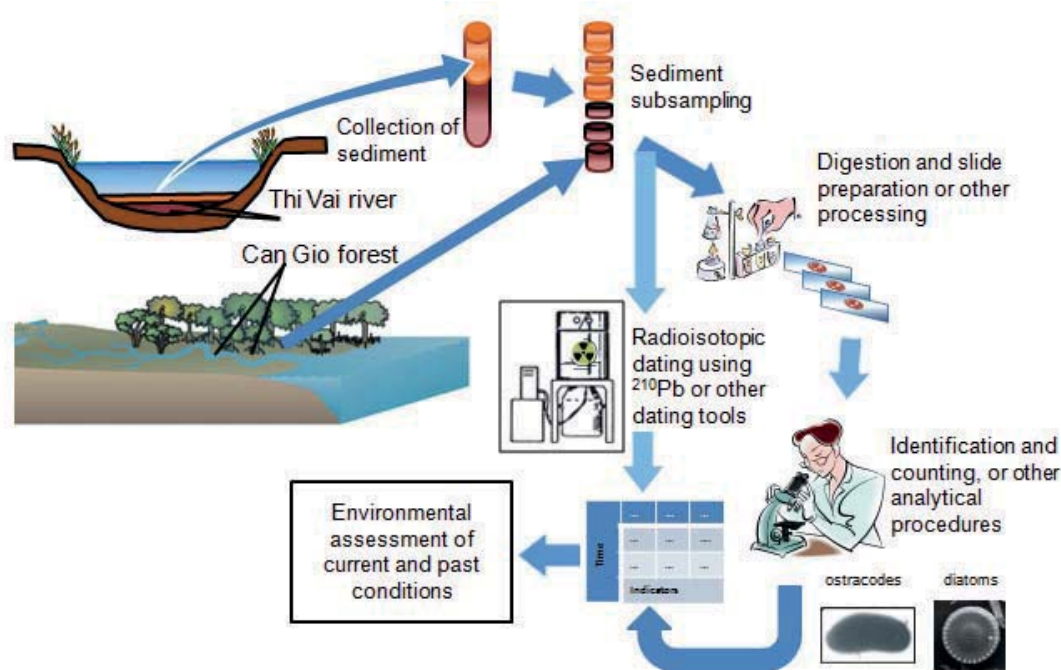 Collection of
sediment
Sediment
subsampling
Thi Vai river
Can Gio forest
Digestion and slide
preparation or other
processing
Radioisotopic
dating using
²¹⁰Pb or other
dating tools
Identification and
counting, or other
analytical
procedures
Environmental
assessment of
current and past
conditions
Time
... ... ...
... ... ...
... ... ...
Indicators
ostracodes diatoms